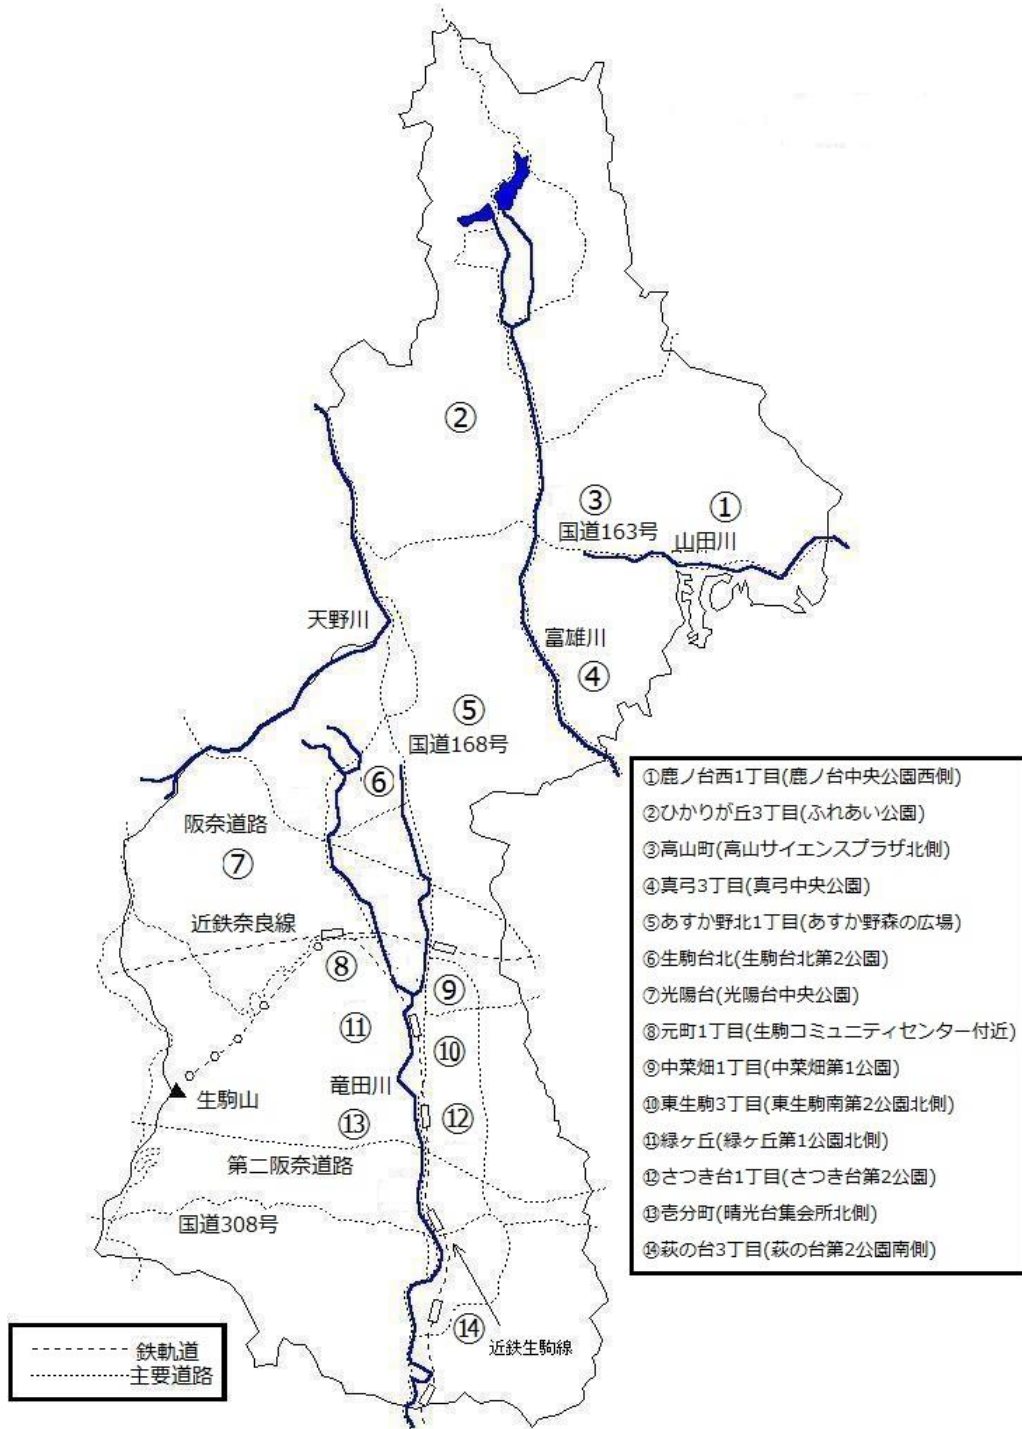 ②
③
①
国道163号
山田川
天野川
富雄川
④
⑤
国道168号
⑥
阪奈道路
⑦
近鉄奈良線
⑧
⑨
⑪
⑩
竜田川
生駒山
⑫
⑬
第二阪奈道路
国道308号
⑭
近鉄生駒線
①鹿ノ台西1丁目(鹿ノ台中央公園西側)
②ひかりが丘3丁目(ふれあい公園)
③高山町(高山サイエンスプラザ北側)
④真弓3丁目(真弓中央公園)
⑤あすか野北1丁目(あすか野森の広場)
⑥生駒台北(生駒台北第2公園)
⑦光陽台(光陽台中央公園)
⑧元町1丁目(生駒コミュニティセンター付近)
⑨中菜畑1丁目(中菜畑第1公園)
⑩東生駒3丁目(東生駒南第2公園北側)
⑪緑ヶ丘(緑ヶ丘第1公園北側)
⑫さつき台1丁目(さつき台第2公園)
⑬壱分町(晴光台集会所北側)
⑭萩の台3丁目(萩の台第2公園南側)
鉄軌道
主要道路